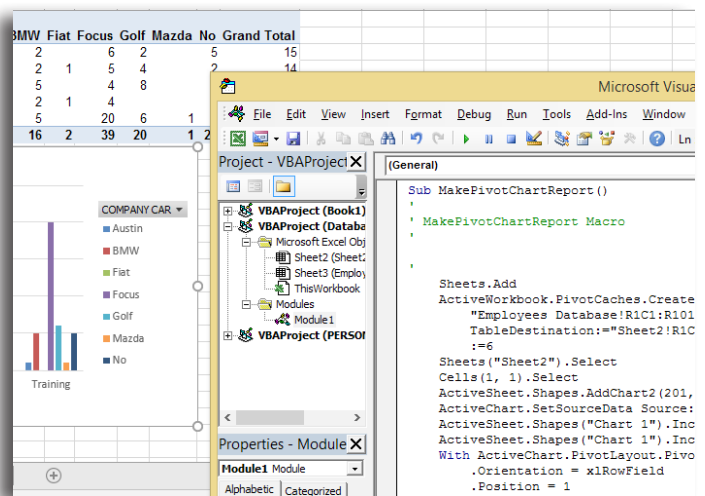 BMW Fiat Focus Golf Mazda No Grand Total
2 6 2 5 15
2 1 5 4 2 14
5 4 8
2 1 4
5 20 6 1
16 2 39 20 1 2
COMPANY CAR
Austin
BMW
Fiat
Focus
Golf
Mazda
No
Training
Microsoft Visua
File Edit View Insert Format Debug Run Tools Add-Ins Window
Ln
Project - VBAProject
VBAProject (Book1)
VBAProject (Databa
Microsoft Excel Obj
Sheet2 (Sheet2
Sheet3 (Employ
ThisWorkbook
Modules
Module1
VBAProject (PERSO
Properties - Module
Module1 Module
Alphabetic Categorized
(General)
Sub MakePivotChartReport()
'
' MakePivotChartReport Macro
'
'
Sheets.Add
ActiveWorkbook.PivotCaches.Create
"Employees Database!R1C1:R101
TableDestination:="Sheet2!R1C
:=6
Sheets("Sheet2").Select
Cells(1, 1).Select
ActiveSheet.Shapes.AddChart2(201,
ActiveChart.SetSourceData Source:
ActiveSheet.Shapes("Chart 1").Inc
ActiveSheet.Shapes("Chart 1").Inc
With ActiveChart.PivotLayout.Pivo
.Orientation = xlRowField
.Position = 1